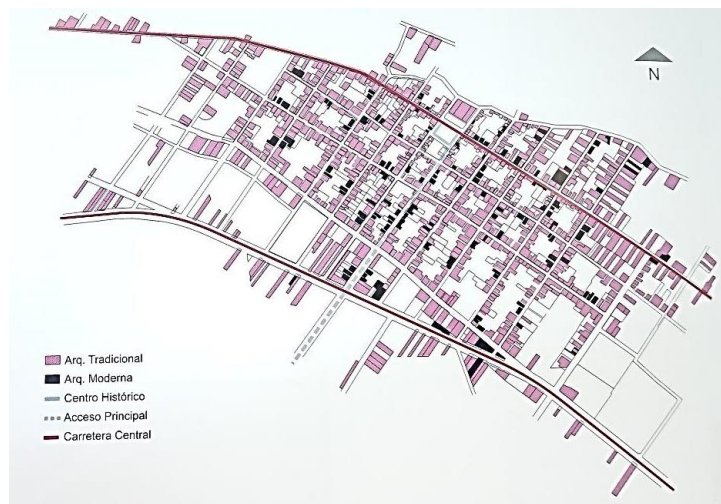 N
Arq. Tradicional
Arq. Moderna
Centro Histórico
Acceso Principal
Carretera Central